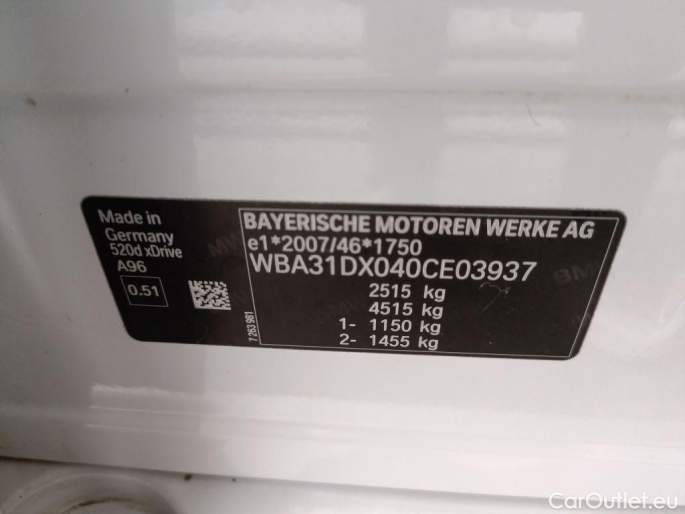 Made in
Germany
520d xDrive
A96
0.51
7 263 981
BAYERISCHE MOTOREN WERKE AG
e1*2007/46*1750
WBA31DX040CE03937
2515 kg
4515 kg
1- 1150 kg
2- 1455 kg
CarOutlet.eu